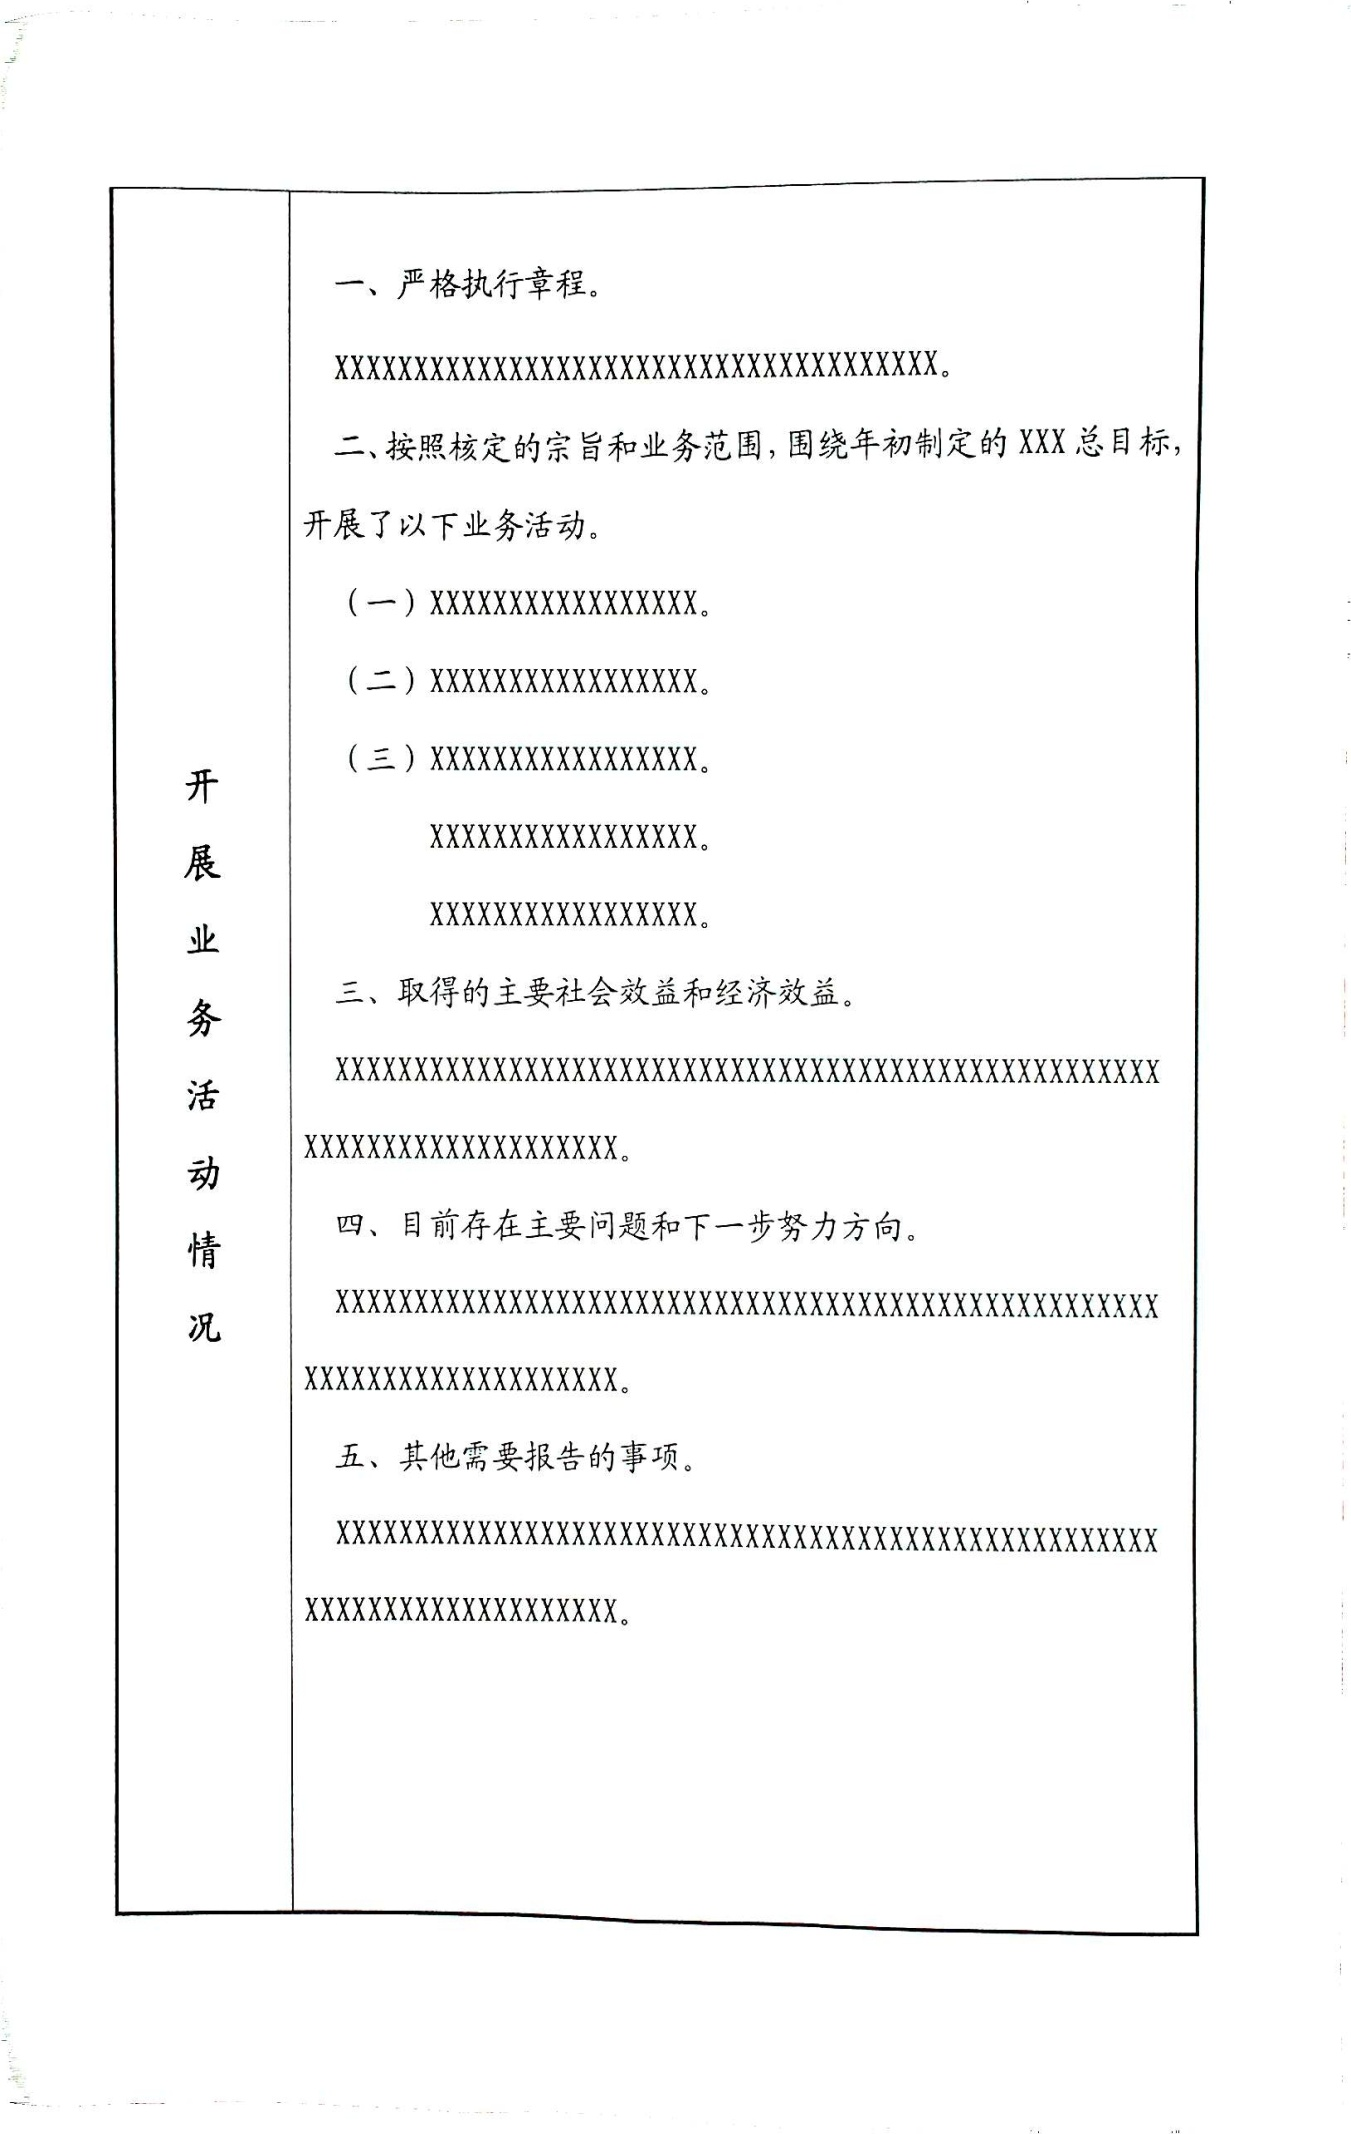 开展业务活动情况
一、严格执行章程。
XXXXXXXXXXXXXXXXXXXXXXXXXXXXXXXXXXXXXX。
二、按照核定的宗旨和业务范围,围绕年初制定的 XXX 总目标,
开展了以下业务活动。
（一）XXXXXXXXXXXXXXXXX。
（二）XXXXXXXXXXXXXXXXX。
（三）XXXXXXXXXXXXXXXXX。
XXXXXXXXXXXXXXXXX。
XXXXXXXXXXXXXXXXX。
三、取得的主要社会效益和经济效益。
XXXXXXXXXXXXXXXXXXXXXXXXXXXXXXXXXXXXXXXXXXXXXXXXXXXX
XXXXXXXXXXXXXXXXXXXX。
四、目前存在主要问题和下一步努力方向。
XXXXXXXXXXXXXXXXXXXXXXXXXXXXXXXXXXXXXXXXXXXXXXXXXXXX
XXXXXXXXXXXXXXXXXXXX。
五、其他需要报告的事项。
XXXXXXXXXXXXXXXXXXXXXXXXXXXXXXXXXXXXXXXXXXXXXXXXXXXX
XXXXXXXXXXXXXXXXXXXX。